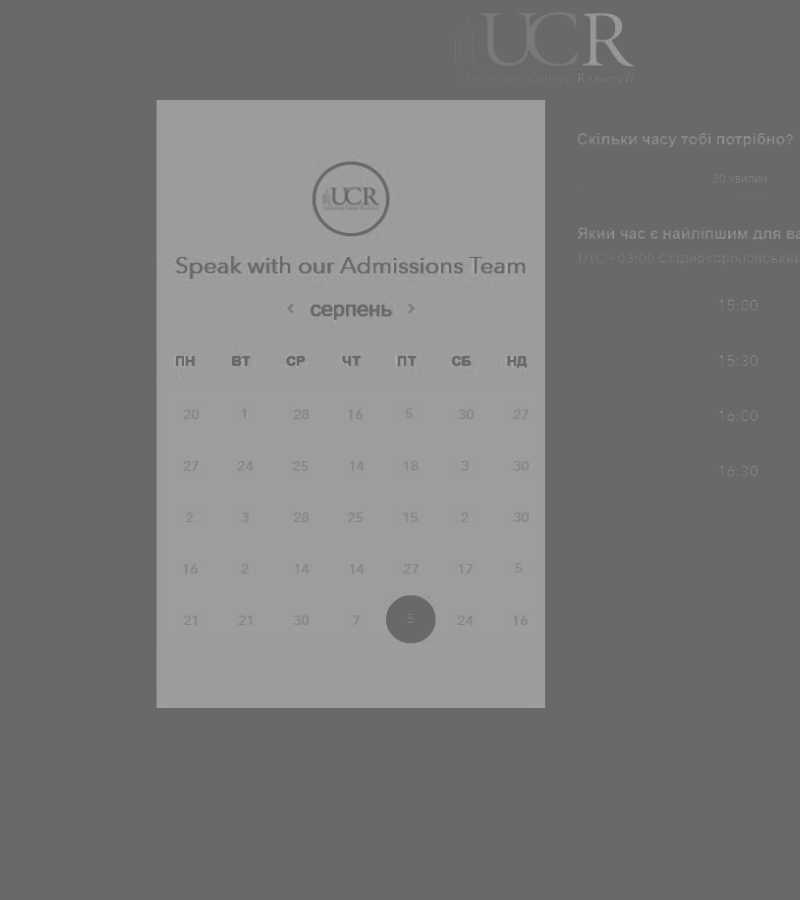 UCR
University College Roosevelt
UCR
Speak with our Admissions Team
< серпень >
ПН ВТ СР ЧТ ПТ СБ НД
20 1 28 16 5 30 27
27 24 25 14 18 3 30
2 3 28 25 15 2 30
16 2 14 14 27 17 5
21 21 30 7 5 24 16
Скільки часу тобі потрібно?
30 хвилин
Який час є найліпшим для ва
UTC +03:00 Східноєвропейський
15:00
15:30
16:00
16:30